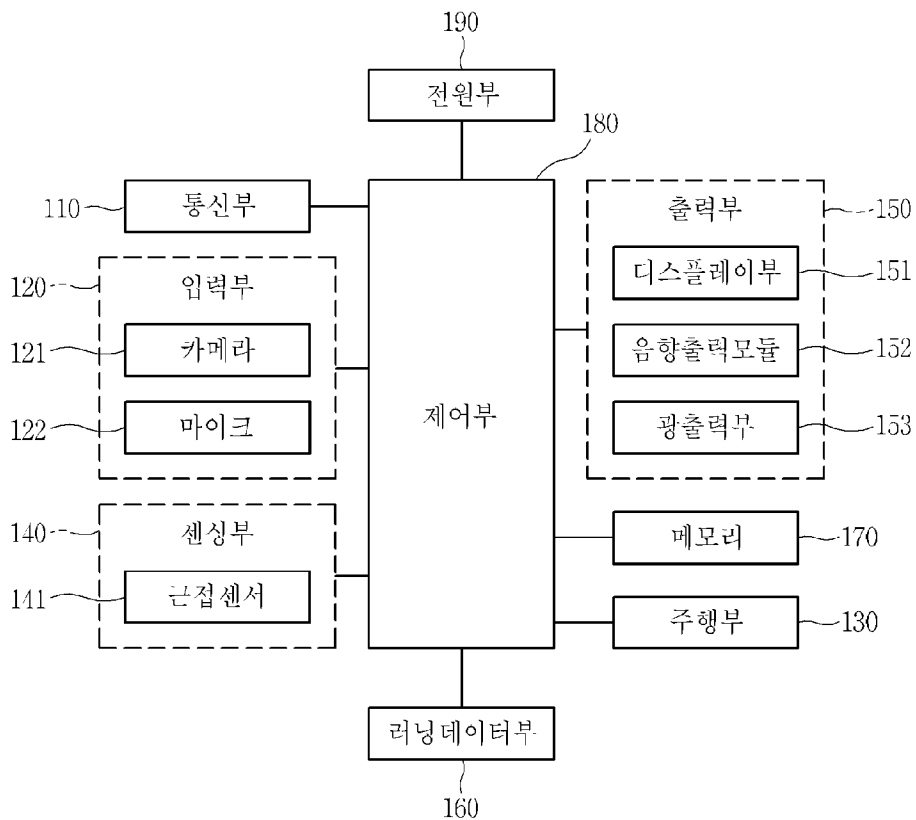 190
전원부
180
110
통신부
출력부
150
120
입력부
디스플레이부
151
121
카메라
음향출력모듈
152
122
마이크
제어부
광출력부
153
140
센싱부
메모리
170
141
근접센서
주행부
130
러닝데이터부
160